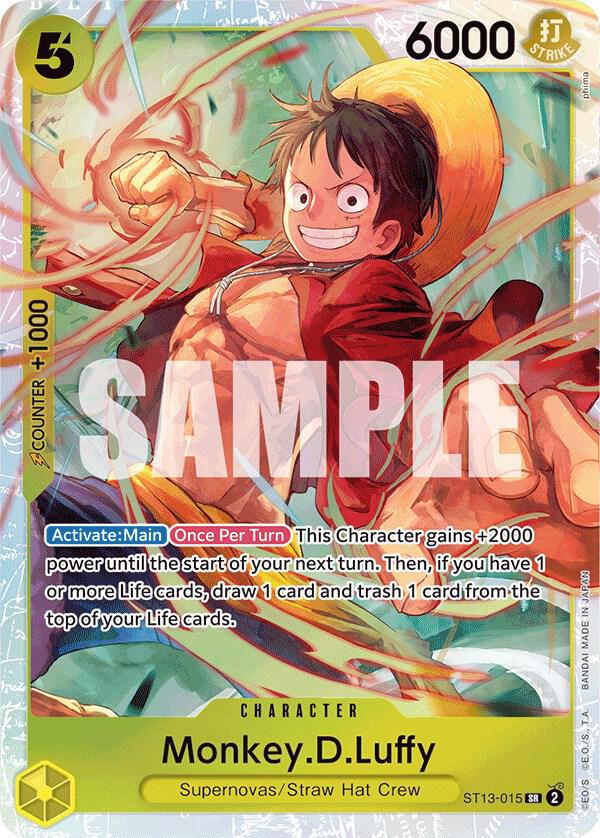 5
6000
打
STRIKE
phima
COUNTER +1000
SAMPLE
Activate:Main Once Per Turn This Character gains +2000
power until the start of your next turn. Then, if you have 1
or more Life cards, draw 1 card and trash 1 card from the
top of your Life cards.
©E.O/S ©E.O./S., T.A. BANDAI MADE IN JAPAN
CHARACTER
Monkey.D.Luffy
Supernovas/Straw Hat Crew
ST13-015 SR 2